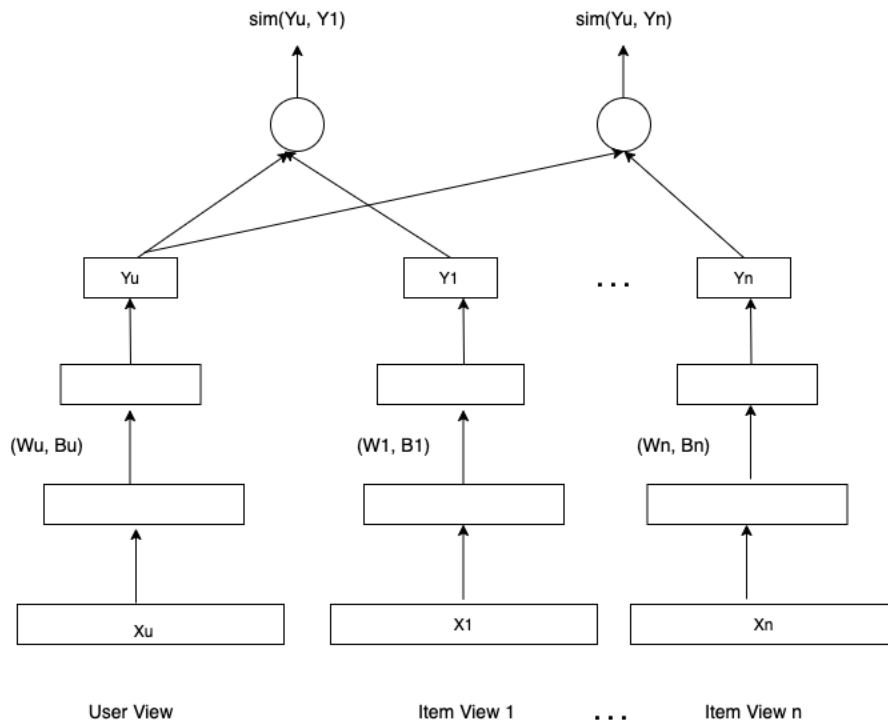 sim(Yu, Y1)
sim(Yu, Yn)
Yu
Y1
. . .
Yn
(Wu, Bu)
(W1, B1)
(Wn, Bn)
Xu
X1
Xn
User View
Item View 1
. . .
Item View n